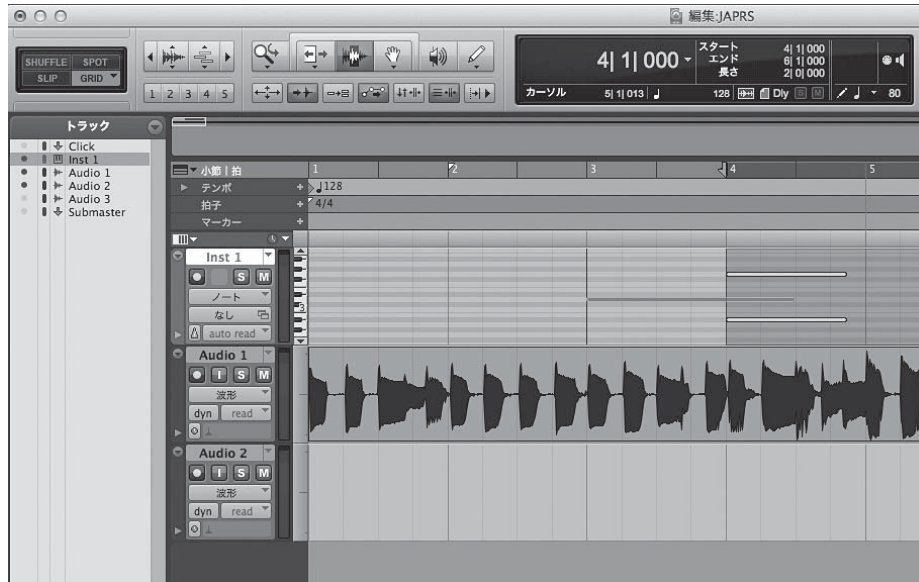 編集:JAPRS
SHUFFLE SPOT
SLIP GRID
1 2 3 4 5
4| 1| 000
スタート 4| 1| 000
エンド 6| 1| 000
長さ 2| 0| 000
カーソル 5| 1| 013 128 Dly S M 80
トラック
Click
Inst 1
Audio 1
Audio 2
Audio 3
Submaster
小節|拍 1 2 3 4 5
テンポ + 128
拍子 + 4/4
マーカー +
Inst 1
S M
ノート
なし
auto read
3
Audio 1
I S M
波形
dyn read
Audio 2
I S M
波形
dyn read